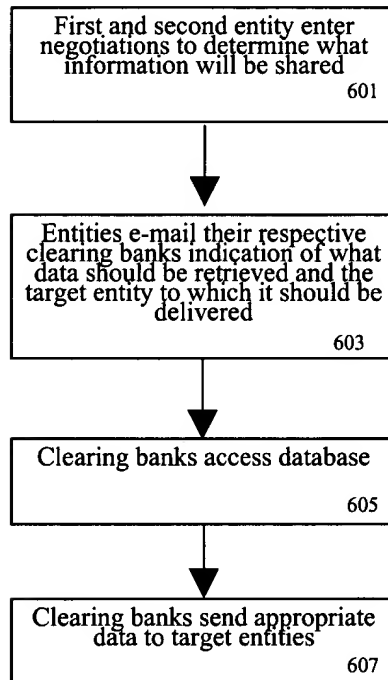 First and second entity enter
negotiations to determine what
information will be shared
601
Entities e-mail their respective
clearing banks indication of what
data should be retrieved and the
target entity to which it should be
delivered
603
Clearing banks access database
605
Clearing banks send appropriate
data to target entities
607